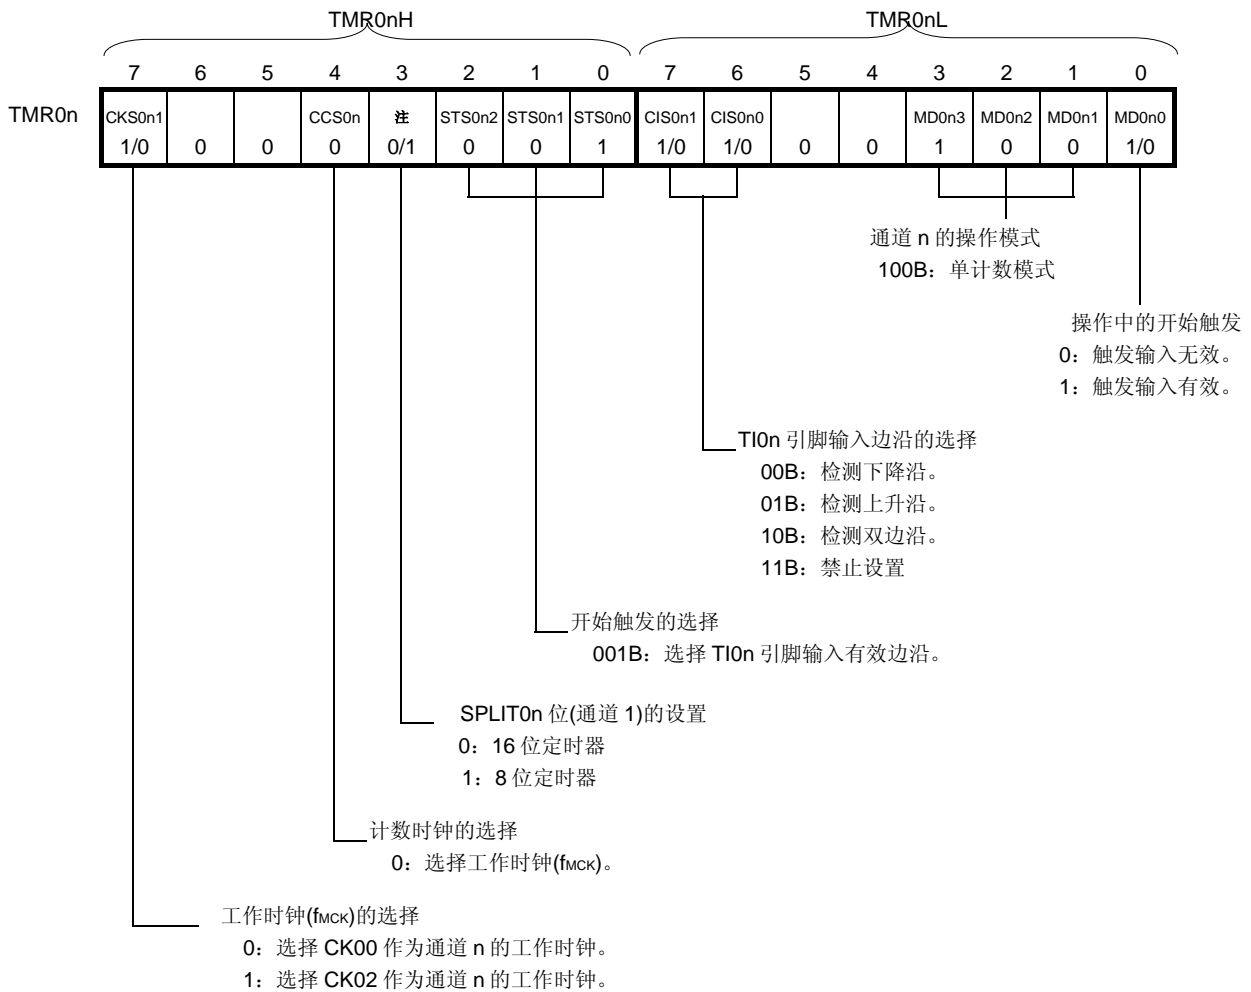 TMR0nH TMR0nL
7 6 5 4 3 2 1 0 7 6 5 4 3 2 1 0
TMR0n CKS0n1 CCS0n 注 STS0n2 STS0n1 STS0n0 CIS0n1 CIS0n0 MD0n3 MD0n2 MD0n1 MD0n0
1/0 0 0 0 0/1 0 0 1 1/0 1/0 0 0 1 0 0 1/0
通道 n 的操作模式
100B：单计数模式
操作中的开始触发
0：触发输入无效。
1：触发输入有效。
TI0n 引脚输入边沿的选择
00B：检测下降沿。
01B：检测上升沿。
10B：检测双边沿。
11B：禁止设置
开始触发的选择
001B：选择 TI0n 引脚输入有效边沿。
SPLIT0n 位(通道 1)的设置
0：16 位定时器
1：8 位定时器
计数时钟的选择
0：选择工作时钟(fMCK)。
工作时钟(fMCK)的选择
0：选择 CK00 作为通道 n 的工作时钟。
1：选择 CK02 作为通道 n 的工作时钟。